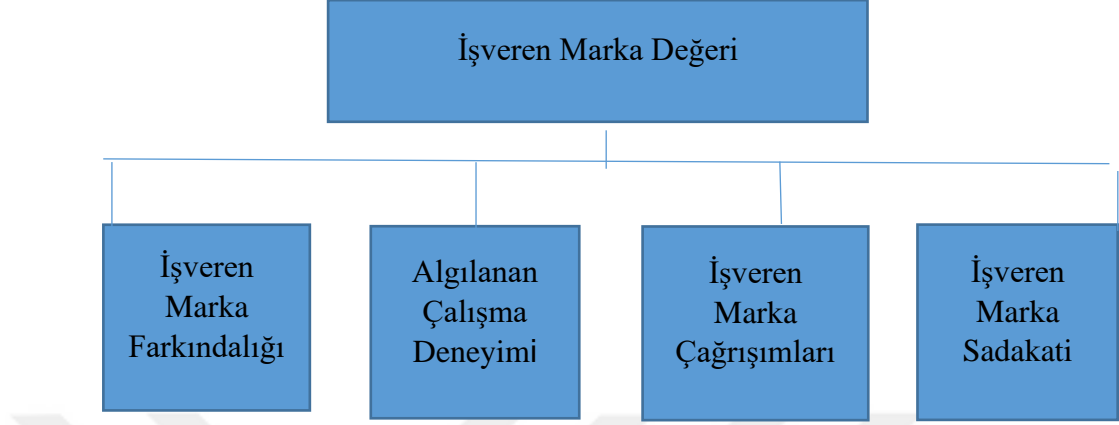 İşveren Marka Değeri
İşveren
Marka
Farkındalığı
Algılanan
Çalışma
Deneyimi
İşveren
Marka
Çağrışımları
İşveren
Marka
Sadakati